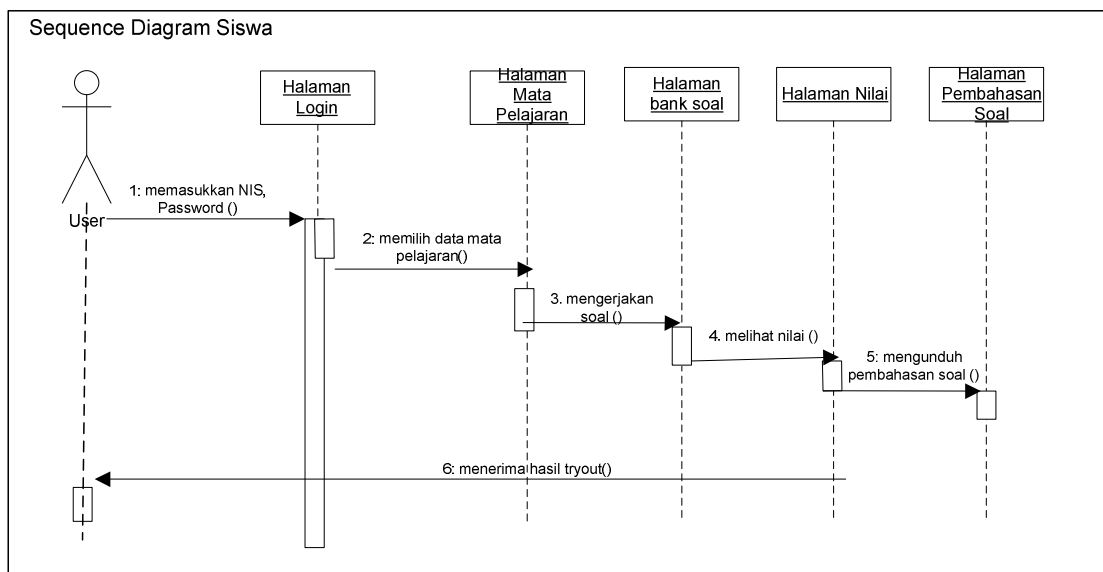 Sequence Diagram Siswa
Halaman
Login
Halaman
Mata
Pelajaran
Halaman
bank soal
Halaman Nilai
Halaman
Pembahasan
Soal
User
1: memasukkan NIS,
Password ()
2: memilih data mata
pelajaran()
3. mengerjakan
soal ()
4. melihat nilai ()
5: mengunduh
pembahasan soal ()
6: menerima hasil tryout()